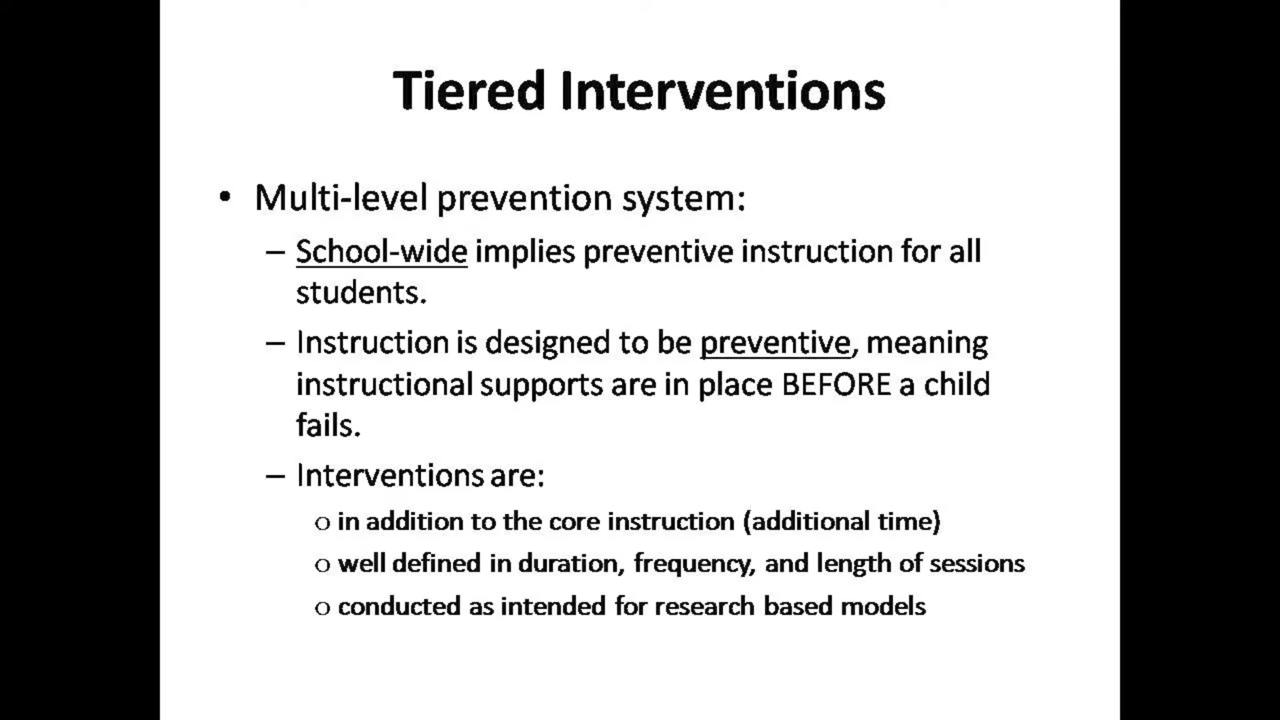 Tiered Interventions
• Multi-level prevention system:
– School-wide implies preventive instruction for all
students.
– Instruction is designed to be preventive, meaning
instructional supports are in place BEFORE a child
fails.
– Interventions are:
o in addition to the core instruction (additional time)
o well defined in duration, frequency, and length of sessions
o conducted as intended for research based models